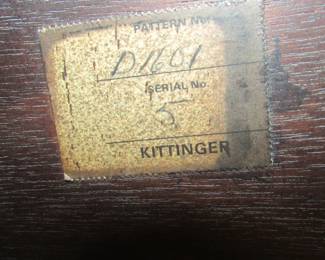 PATTERN No.
D1601
SERIAL No.
5
KITTINGER